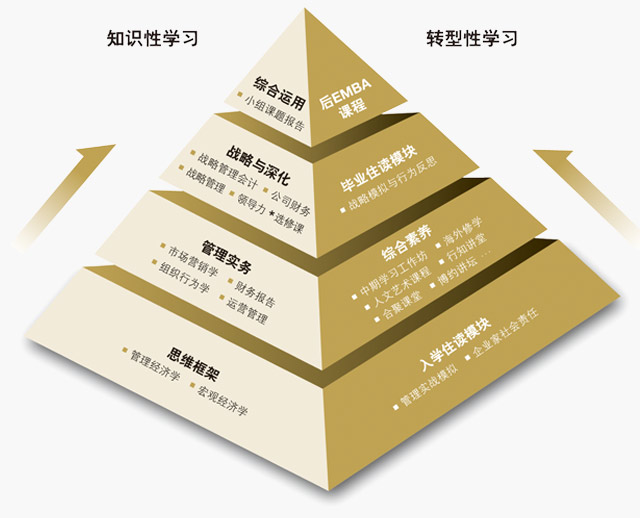 知识性学习
转型性学习
综合运用
小组课题报告
后EMBA
课程
战略与深化
战略管理会计 公司财务
战略管理 领导力 ★选修课
毕业住读模块
战略模拟与行为反思
管理实务
市场营销学 财务报告
组织行为学 运营管理
综合素养
中期学习工作坊 海外修学
人文艺术课程 行知讲堂
合聚课堂 博约讲坛 …
思维框架
管理经济学 宏观经济学
入学住读模块
管理实战模拟 企业家社会责任